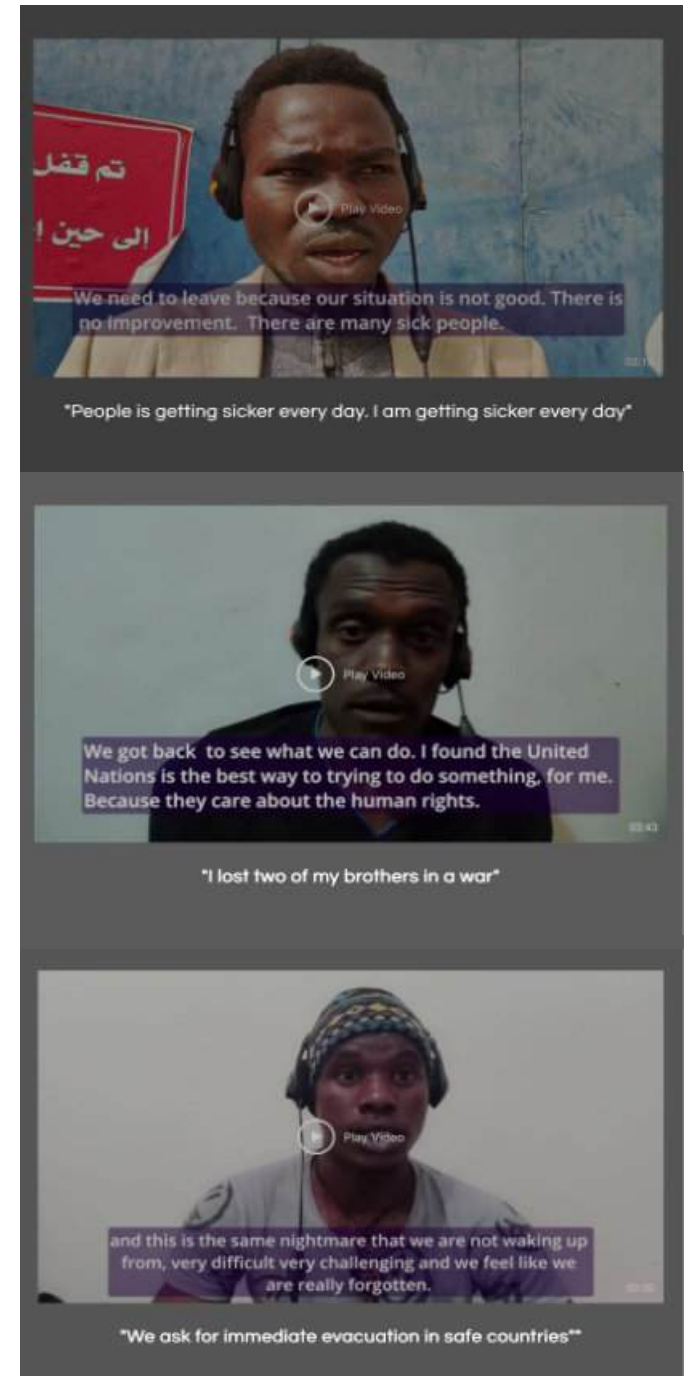 تم قفل
إلى حين إ
Play Video
We need to leave because our situation is not good. There is
no improvement. There are many sick people.
"People is getting sicker every day. I am getting sicker every day"
Play Video
We got back to see what we can do. I found the United
Nations is the best way to trying to do something, for me.
Because they care about the human rights.
03:43
"I lost two of my brothers in a war"
Play Video
and this is the same nightmare that we are not waking up
from, very difficult very challenging and we feel like we
are really forgotten.
"We ask for immediate evacuation in safe countries""